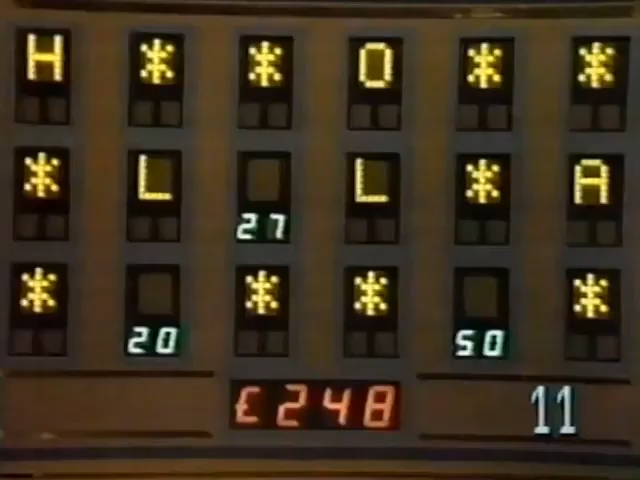 H * * O * *
* L L * A
27
* * * *
20 50
£248 11